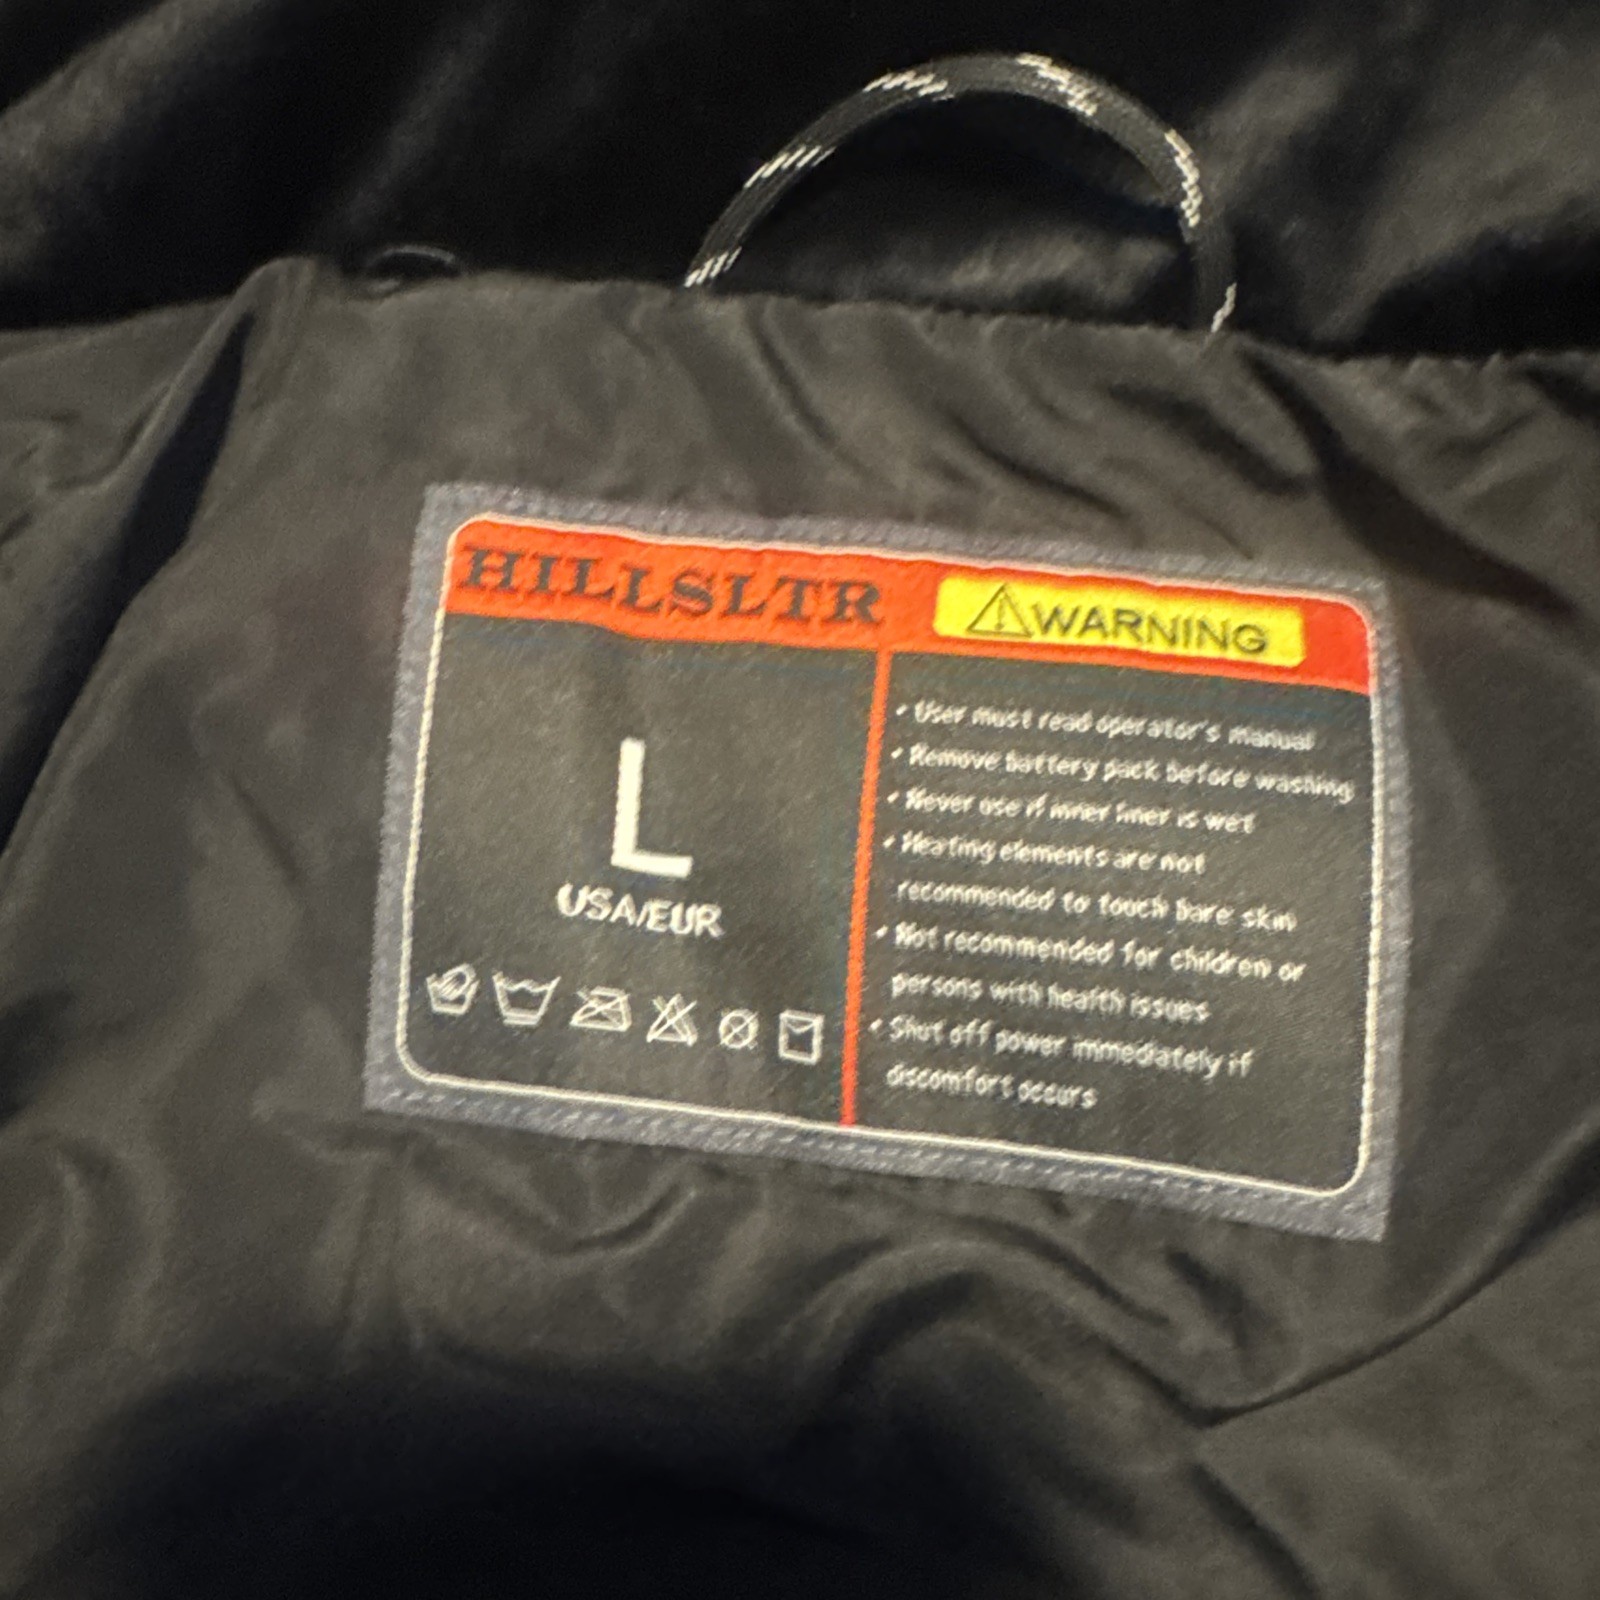 HILLSLTR
WARNING
L
USA/EUR
• User must read operator's manual
• Remove battery pack before washing
• Never use if inner liner is wet
• Heating elements are not
recommended to touch bare skin
• Not recommended for children or
persons with health issues
• Shut off power immediately if
discomfort occurs